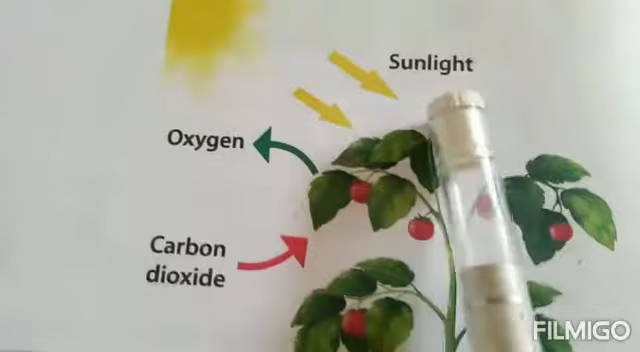 Sunlight
Oxygen
Carbon
dioxide
FILMIGO